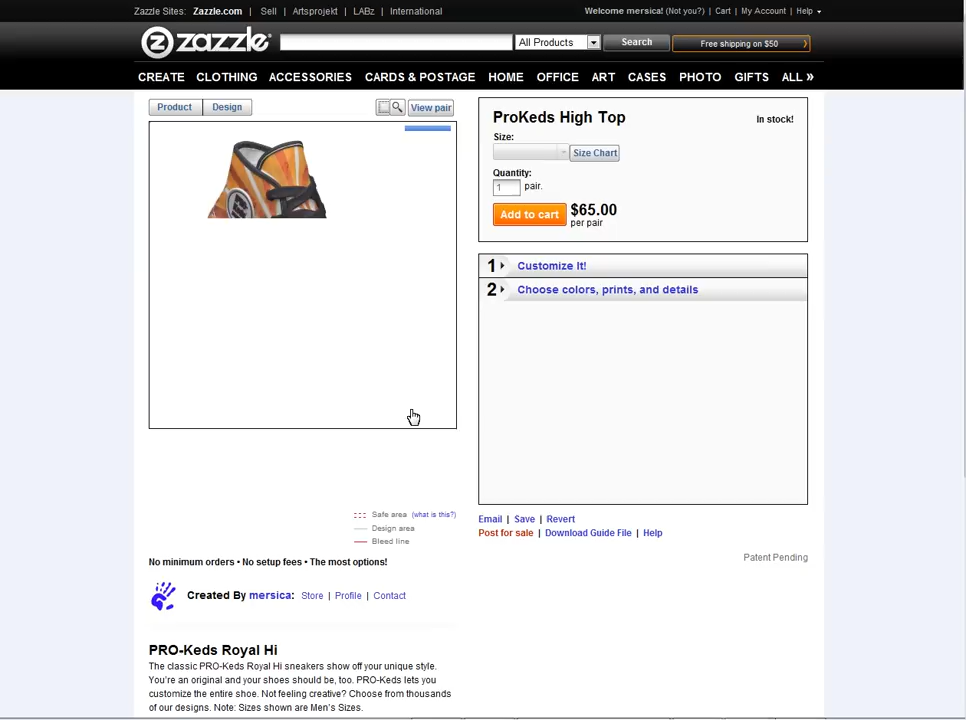 Zazzle Sites: Zazzle.com | Sell | Artsprojekt | LABz | International
Welcome mersica! (Not you?) | Cart | My Account | Help
zazzle All Products Search Free shipping on $50
CREATE CLOTHING ACCESSORIES CARDS & POSTAGE HOME OFFICE ART CASES PHOTO GIFTS ALL »
Product Design View pair
ProKeds High Top In stock!
Size:
Size Chart
Quantity:
1 pair.
Add to cart $65.00
per pair
1 Customize It!
2 Choose colors, prints, and details
Safe area (what is this?)
Design area
Bleed line
Email | Save | Revert
Post for sale | Download Guide File | Help
Patent Pending
No minimum orders • No setup fees • The most options!
Created By mersica: Store | Profile | Contact
PRO-Keds Royal Hi
The classic PRO-Keds Royal Hi sneakers show off your unique style.
You're an original and your shoes should be, too. PRO-Keds lets you
customize the entire shoe. Not feeling creative? Choose from thousands
of our designs. Note: Sizes shown are Men's Sizes.